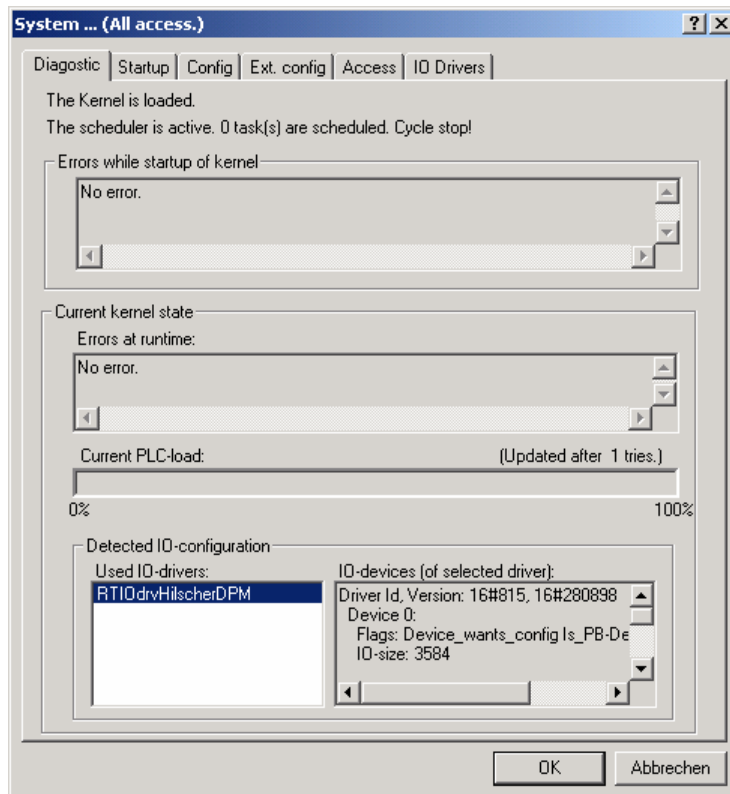 System ... (All access.)
Diagostic Startup Config Ext. config Access IO Drivers
The Kernel is loaded.
The scheduler is active. 0 task(s) are scheduled. Cycle stop!
Errors while startup of kernel
No error.
Current kernel state
Errors at runtime:
No error.
Current PLC-load: (Updated after 1 tries.)
0% 100%
Detected IO-configuration
Used IO-drivers: IO-devices (of selected driver):
RTIOdrvHilscherDPM Driver Id, Version: 16#815, 16#280898
Device 0:
Flags: Device_wants_config Is_PB-De
IO-size: 3584
OK Abbrechen